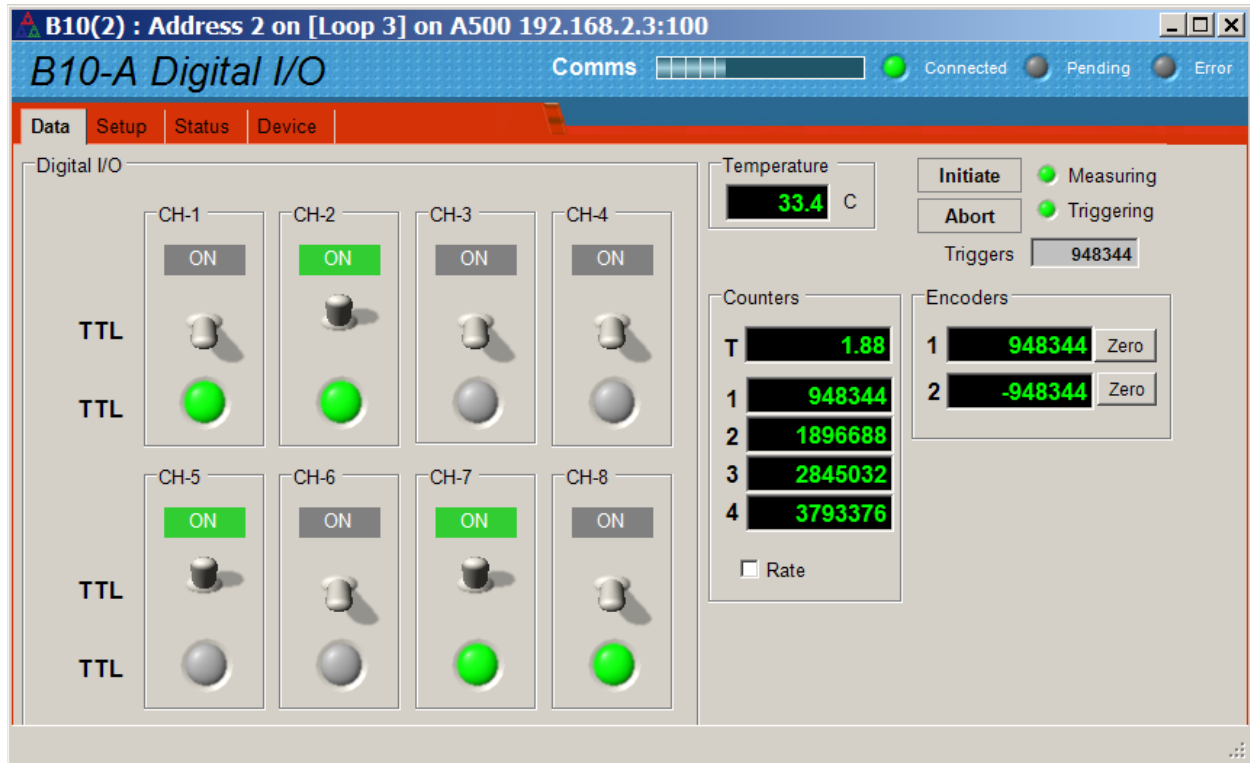 B10(2) : Address 2 on [Loop 3] on A500 192.168.2.3:100
B10-A Digital I/O
Comms
Connected
Pending
Error
Data Setup Status Device
Digital I/O
CH-1 CH-2 CH-3 CH-4
ON ON ON ON
TTL
TTL
CH-5 CH-6 CH-7 CH-8
ON ON ON ON
TTL
TTL
Temperature
33.4 C
Initiate
Measuring
Abort
Triggering
Triggers 948344
Counters
T 1.88
1 948344
2 1896688
3 2845032
4 3793376
Rate
Encoders
1 948344 Zero
2 -948344 Zero